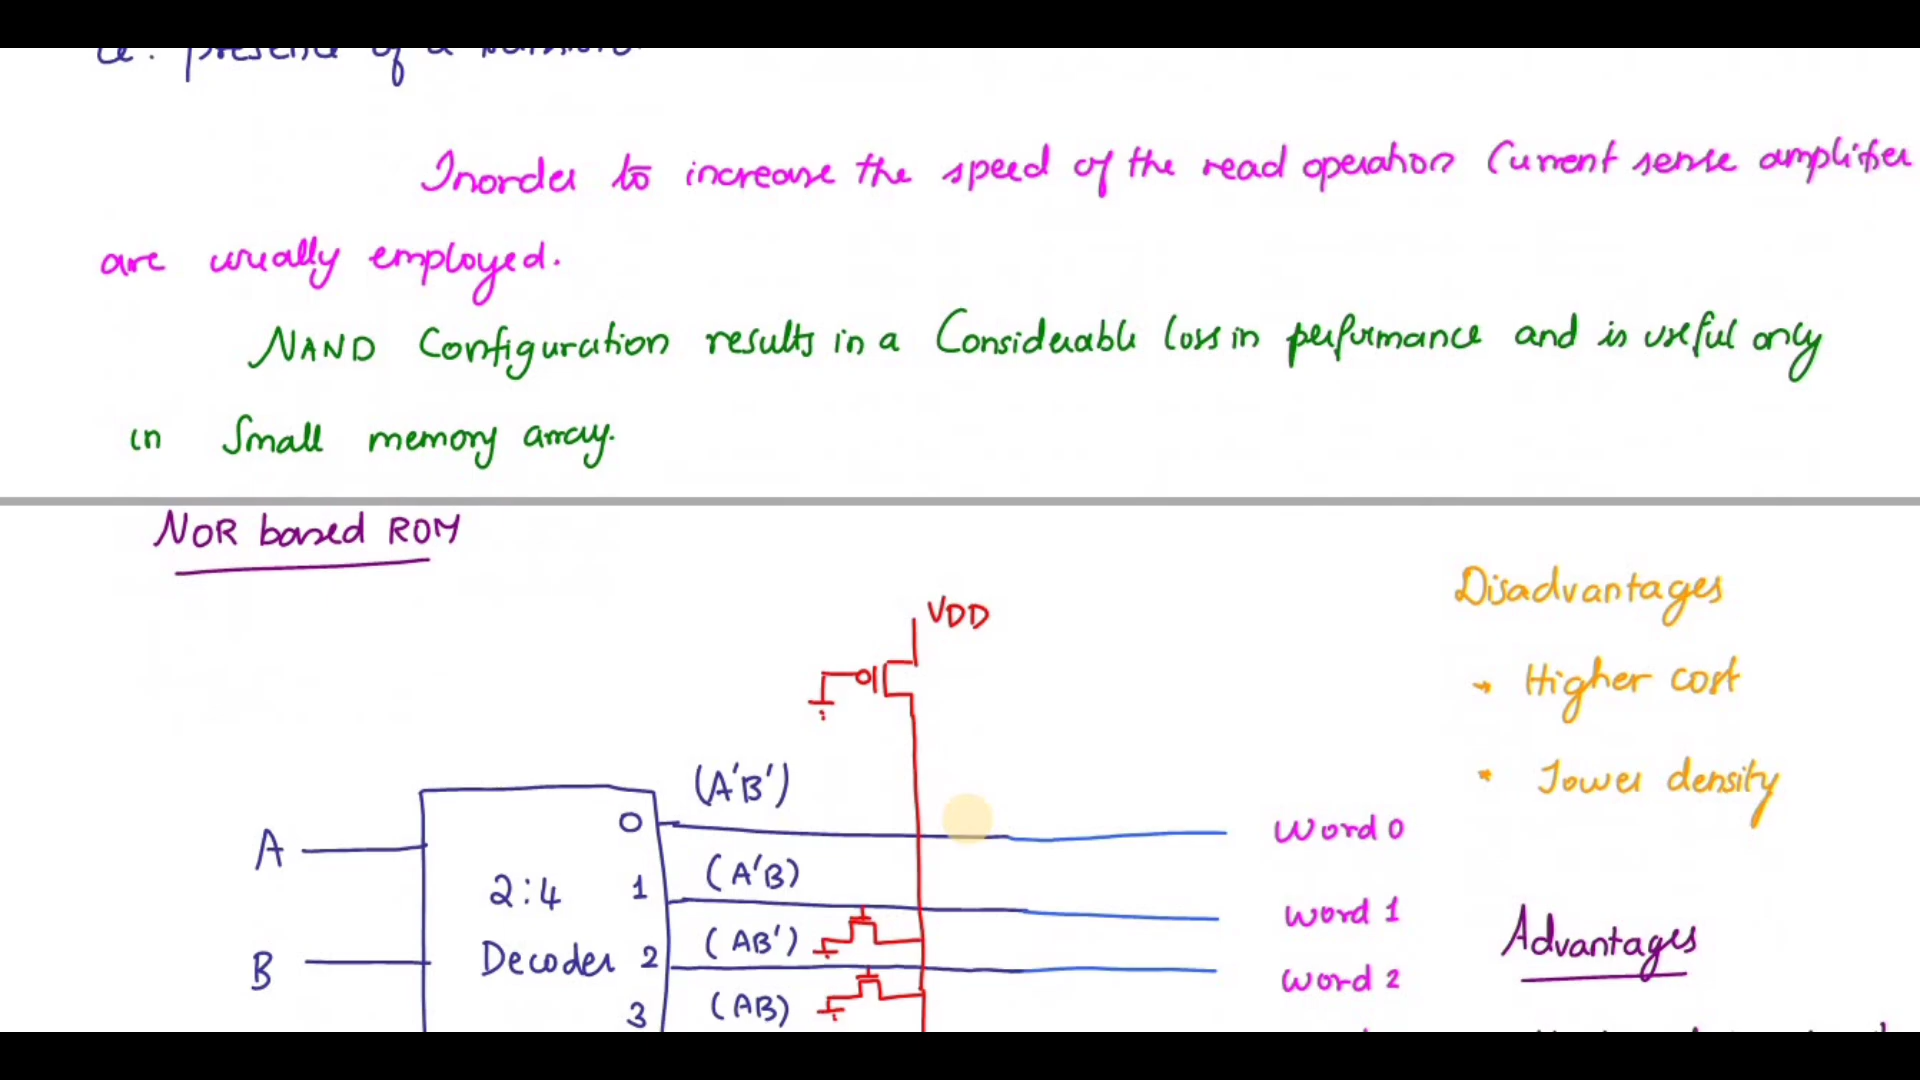 presence of a
Inorder to increase the speed of the read operation Current sense amplifier
are usually employed.
NAND Configuration results in a Considerable loss in performance and is useful only
in Small memory array.
NOR based ROM
VDD
Disadvantages
Higher cost
Lower density
(A'B')
A
0
word 0
(A'B)
2:4
1
word 1
Advantages
(AB')
B
Decoder
2
word 2
3
(AB)